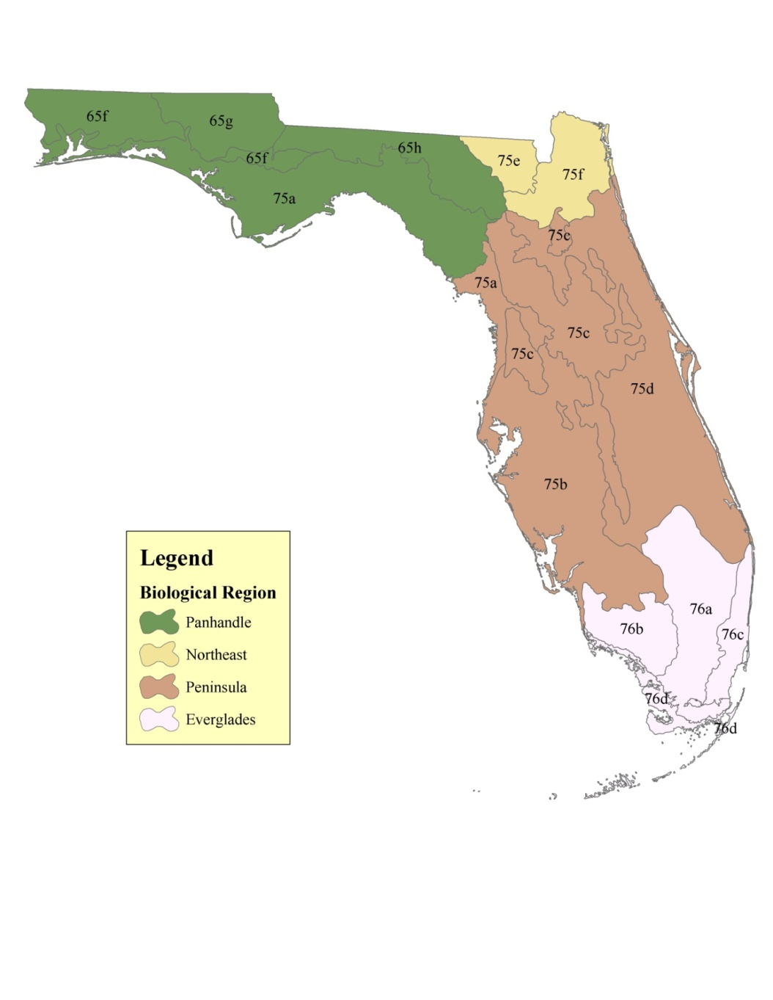 65f
65g
65h
65f
75e
75f
75a
75c
75a
75c
75c
75d
75b
76a
76b
76c
76d
76d
Legend
Biological Region
Panhandle
Northeast
Peninsula
Everglades